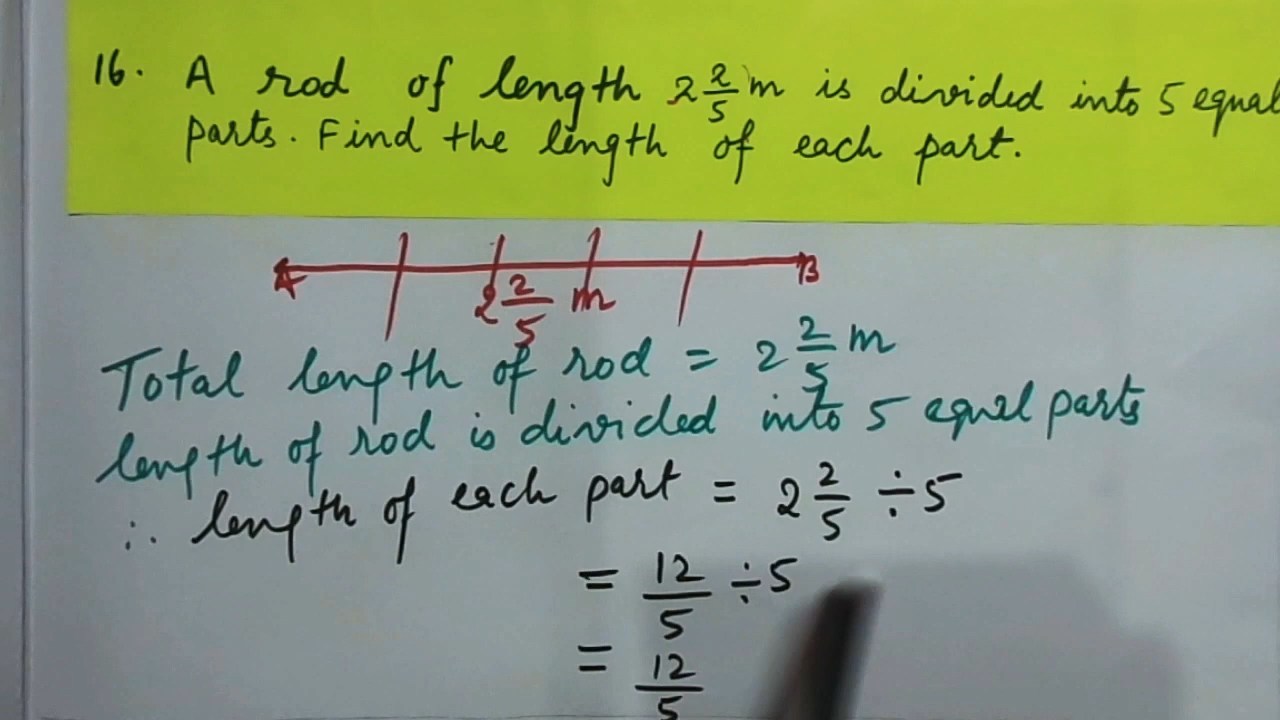 16. A rod of length 2 2/5 m is divided into 5 equal
parts. Find the length of each part.
A B
2 2/5 m
Total length of rod = 2 2/5 m
length of rod is divided into 5 equal parts
∴ length of each part = 2 2/5 ÷ 5
= 12/5 ÷ 5
= 12/5